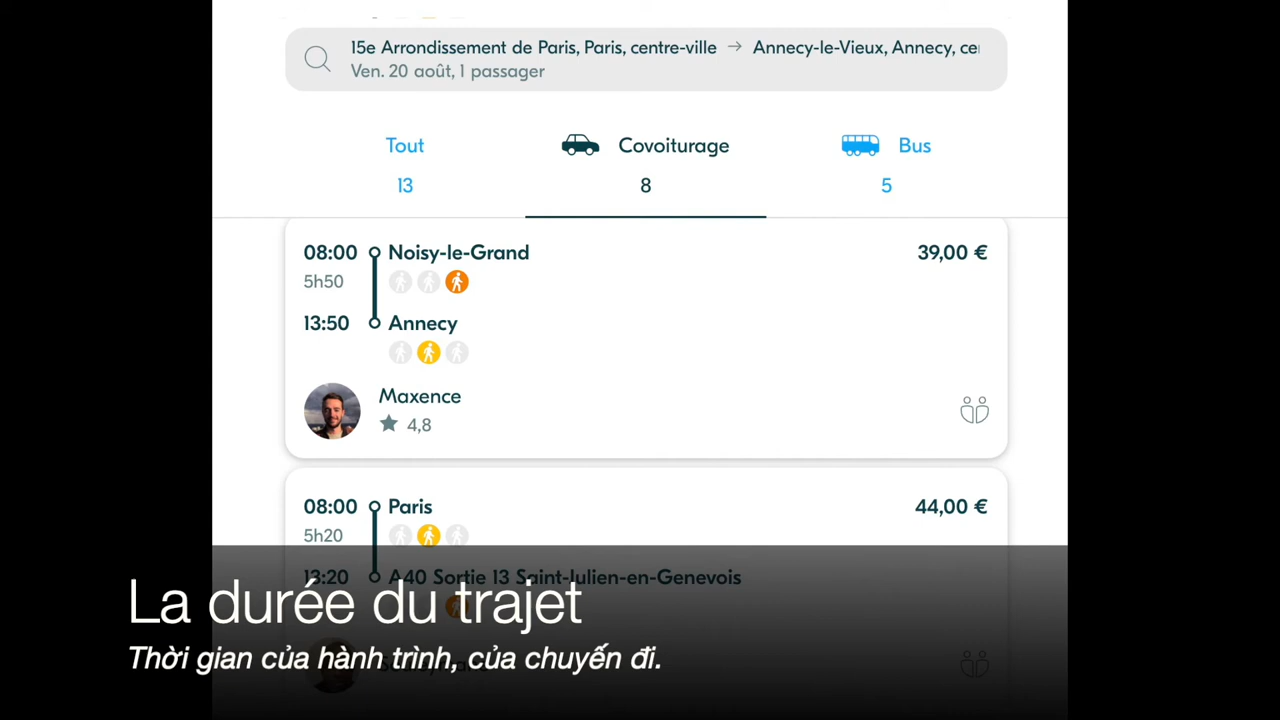 15e Arrondissement de Paris, Paris, centre-ville → Annecy-le-Vieux, Annecy, ce
Ven. 20 août, 1 passager
Tout
Covoiturage
Bus
13
8
5
08:00 Noisy-le-Grand 39,00 €
5h50
13:50 Annecy
Maxence
4,8
08:00 Paris 44,00 €
5h20
13:20 A40 Sortie 13 Saint-Julien-en-Genevois
La durée du trajet
Thời gian của hành trình, của chuyến đi.